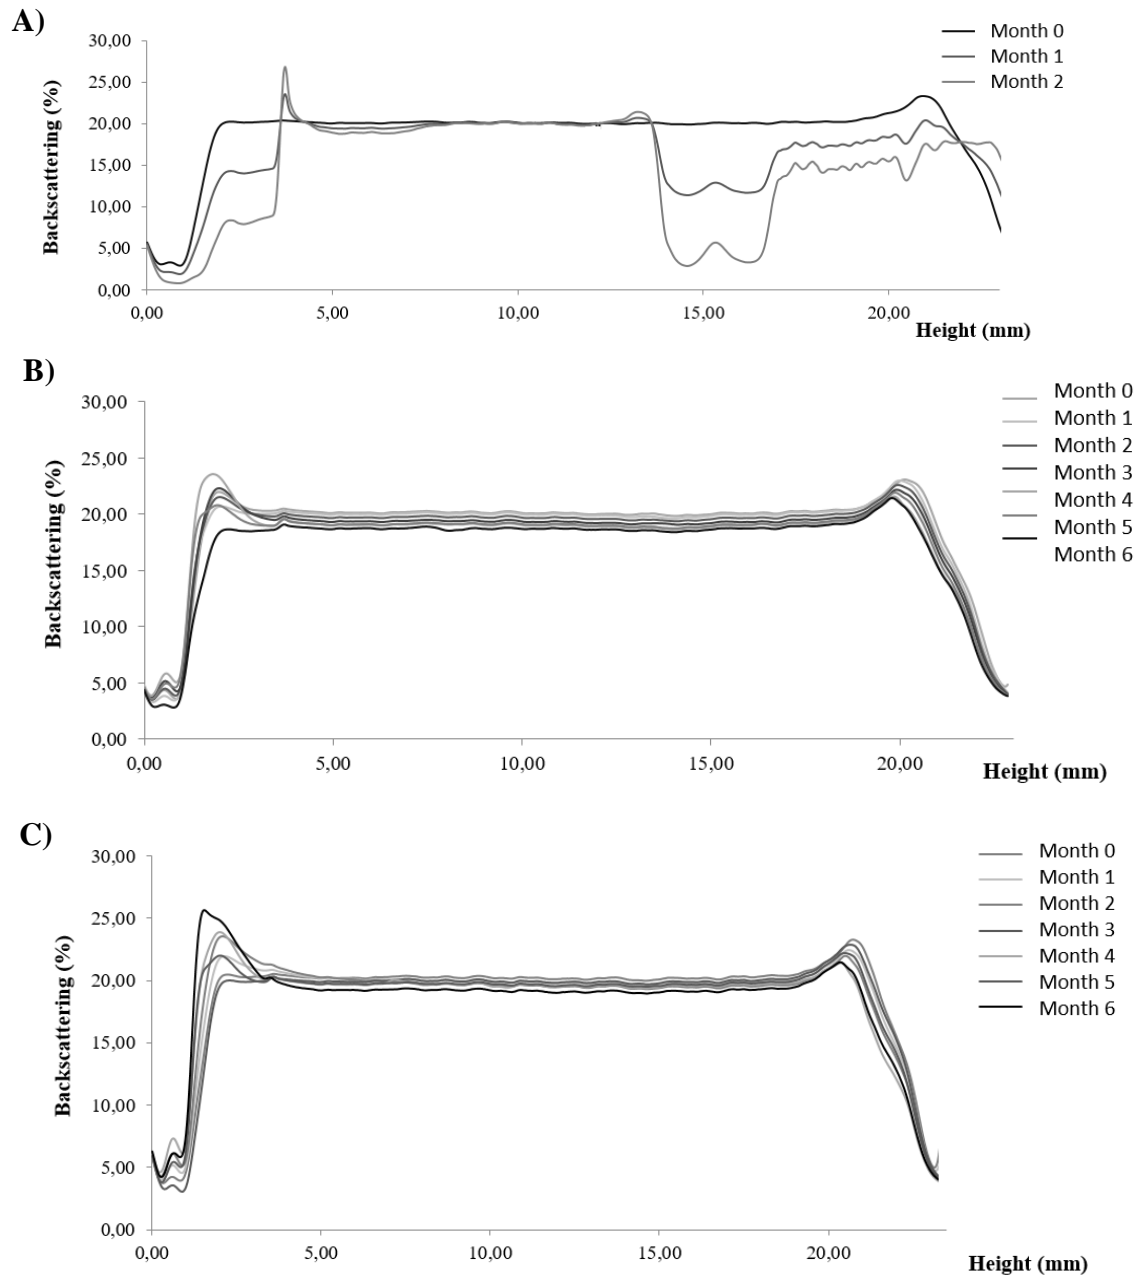 A)
Month 0
Month 1
Month 2
Backscattering (%)
30,00
25,00
20,00
15,00
10,00
5,00
0,00
0,00 5,00 10,00 15,00 20,00
Height (mm)
B)
Month 0
Month 1
Month 2
Month 3
Month 4
Month 5
Month 6
Backscattering (%)
30,00
25,00
20,00
15,00
10,00
5,00
0,00
0,00 5,00 10,00 15,00 20,00
Height (mm)
C)
Month 0
Month 1
Month 2
Month 3
Month 4
Month 5
Month 6
Backscattering (%)
30,00
25,00
20,00
15,00
10,00
5,00
0,00
0,00 5,00 10,00 15,00 20,00
Height (mm)